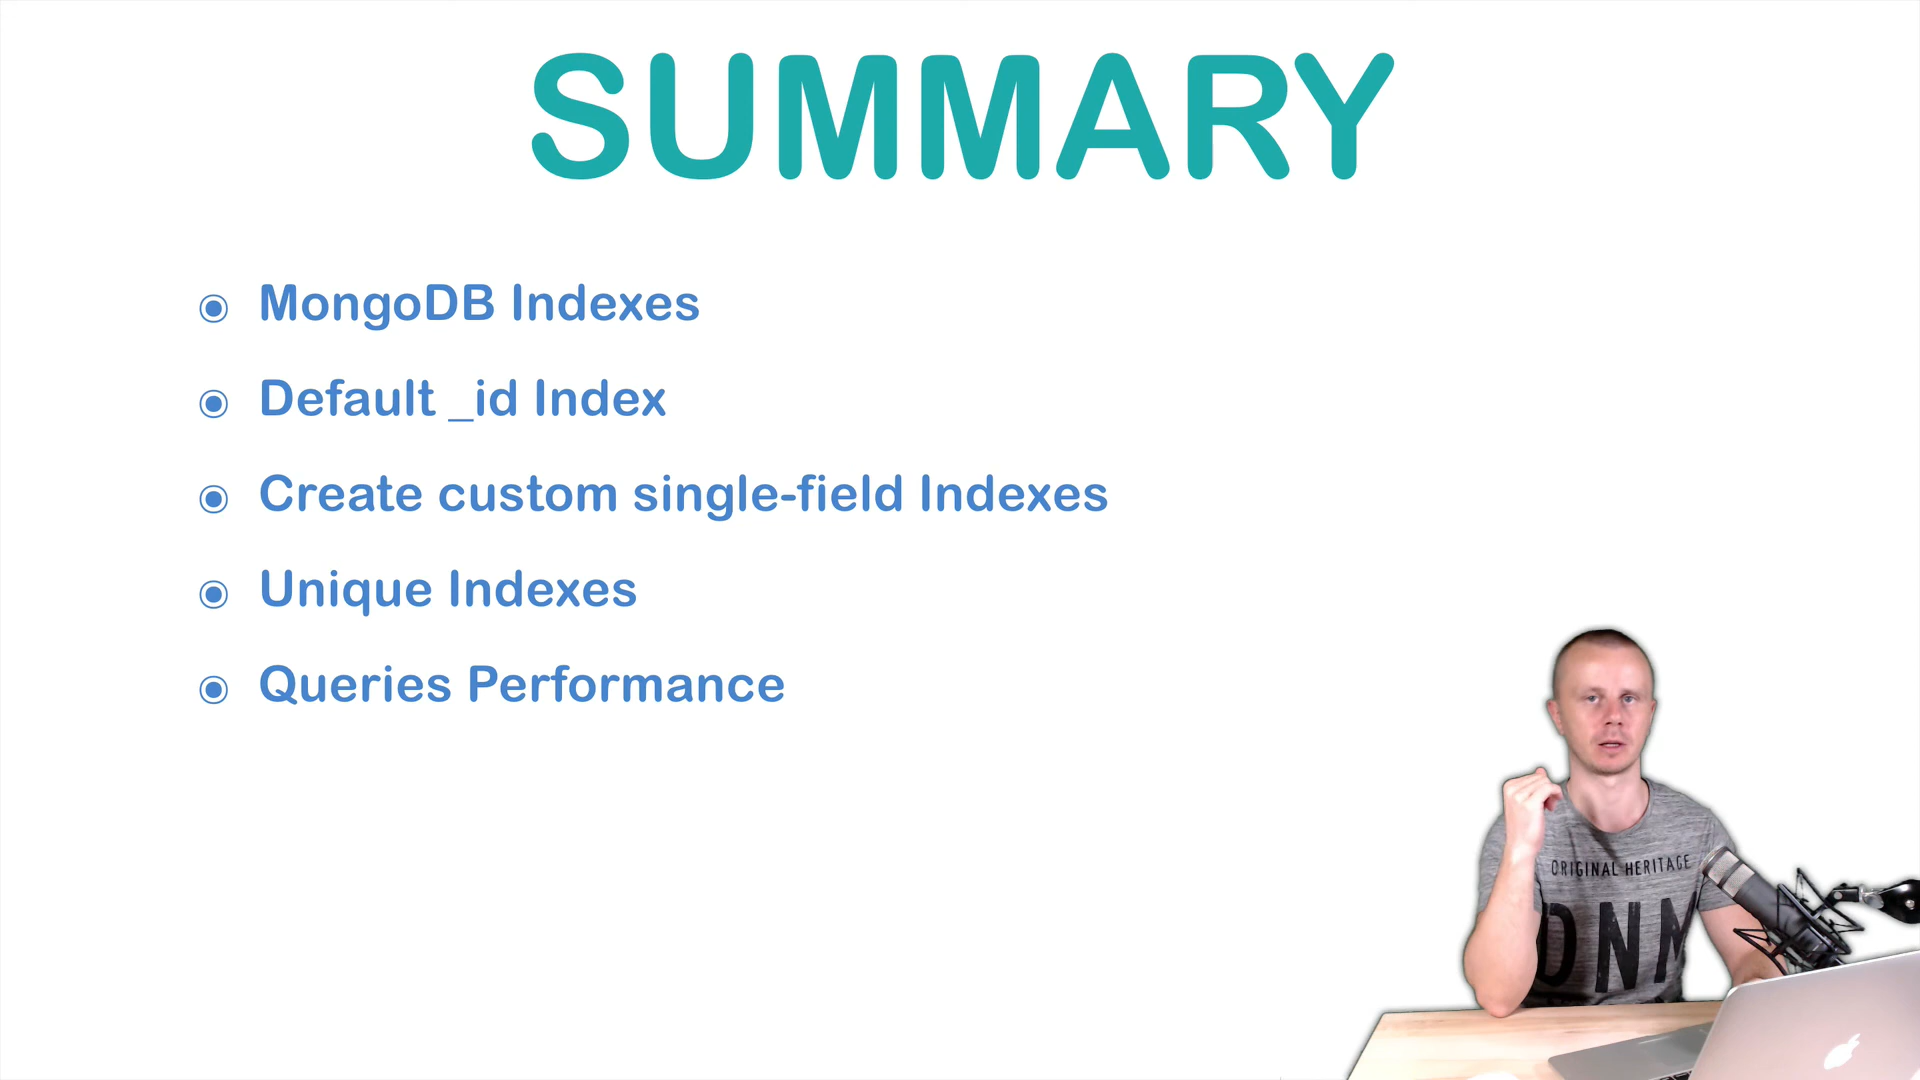 SUMMARY
MongoDB Indexes
Default _id Index
Create custom single-field Indexes
Unique Indexes
Queries Performance
ORIGINAL HERITAGE
DNM